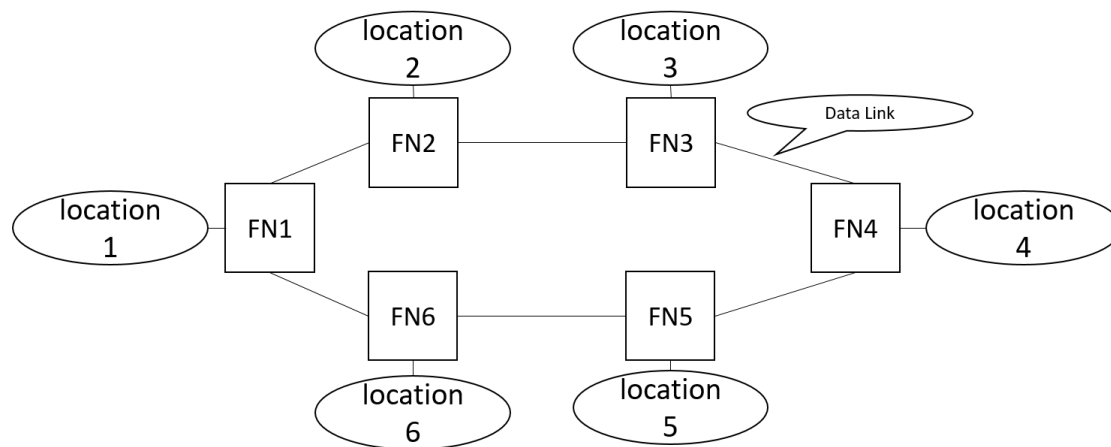 location
2
location
3
Data Link
FN2
FN3
location
1
FN1
FN4
location
4
FN6
FN5
location
6
location
5